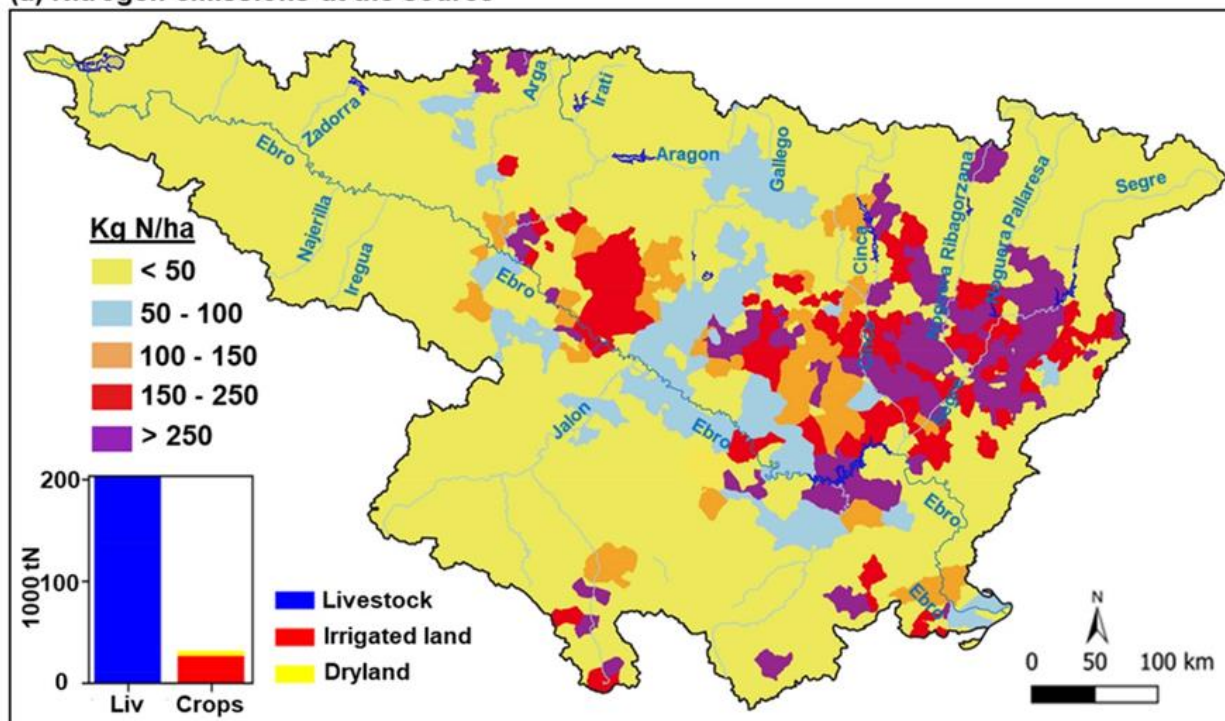 (a) Nitrogen emissions at the source
Arga
Irati
Zadorra
Ebro
Aragon
Gallego
Najerilla
Iregua
Ebro
Cinca
Ribagorzana
Noguera Pallaresa
Segre
Jalon
Ebro
Ebro
Ebro
Kg N/ha
< 50
50 - 100
100 - 150
150 - 250
> 250
1000 tN
200
100
0
Liv
Crops
Livestock
Irrigated land
Dryland
N
0 50 100 km